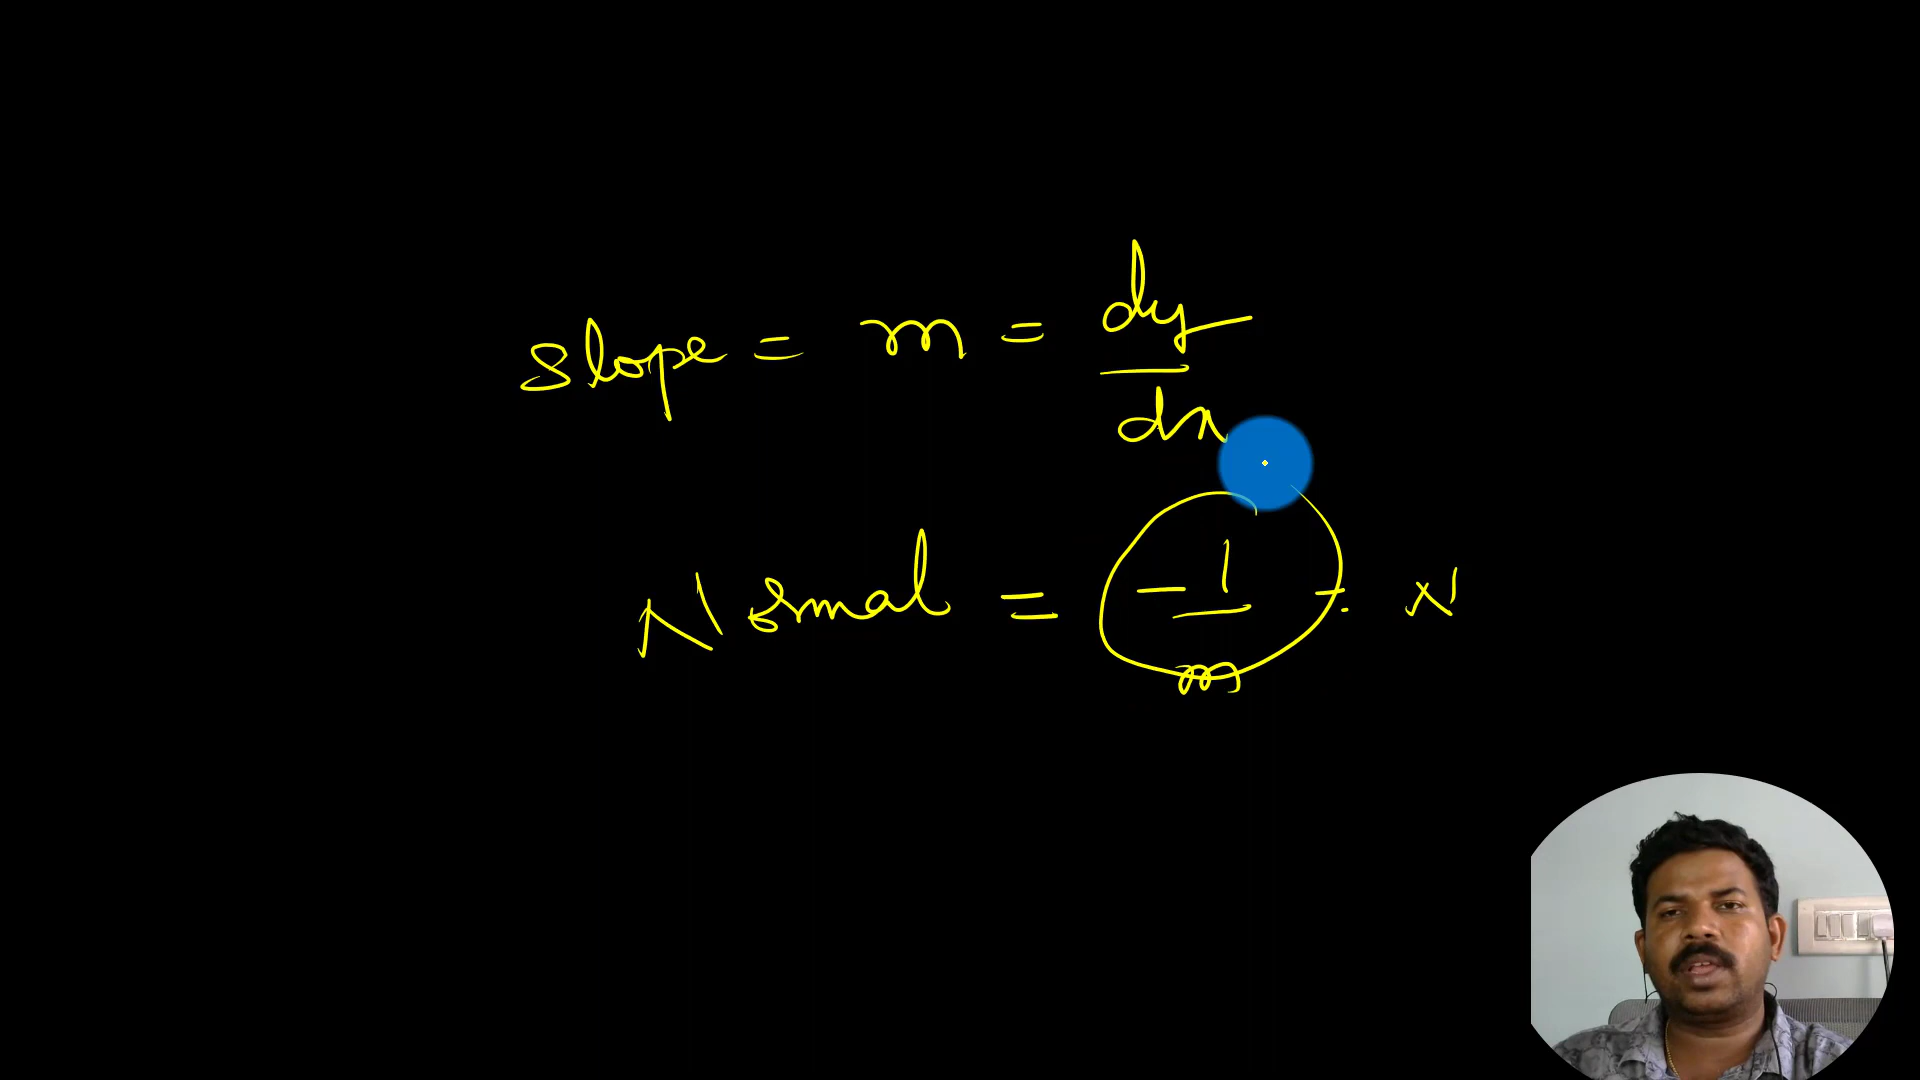 slope = m = dy/dx
Normal = -1/m = N